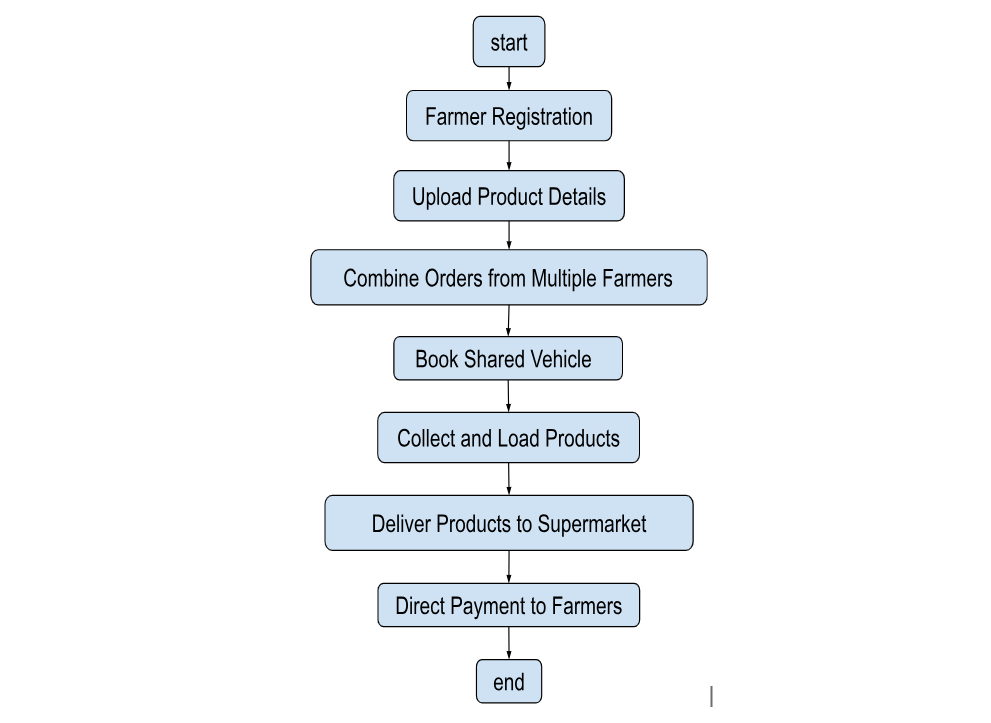 start
Farmer Registration
Upload Product Details
Combine Orders from Multiple Farmers
Book Shared Vehicle
Collect and Load Products
Deliver Products to Supermarket
Direct Payment to Farmers
end